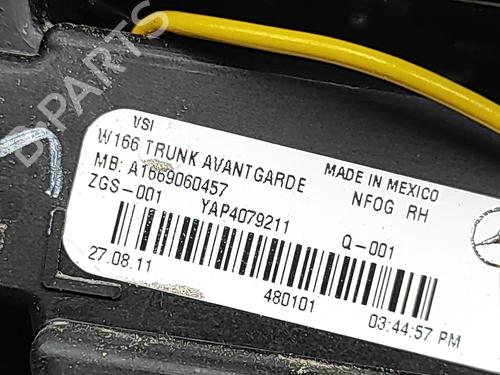 B-PARTS
VSI
W166 TRUNK AVANTGARDE MADE IN MEXICO
MB: A1669060457 NFOG RH
ZGS-001 YAP4079211 Q-001
27.08.11 480101 03:44:57 PM